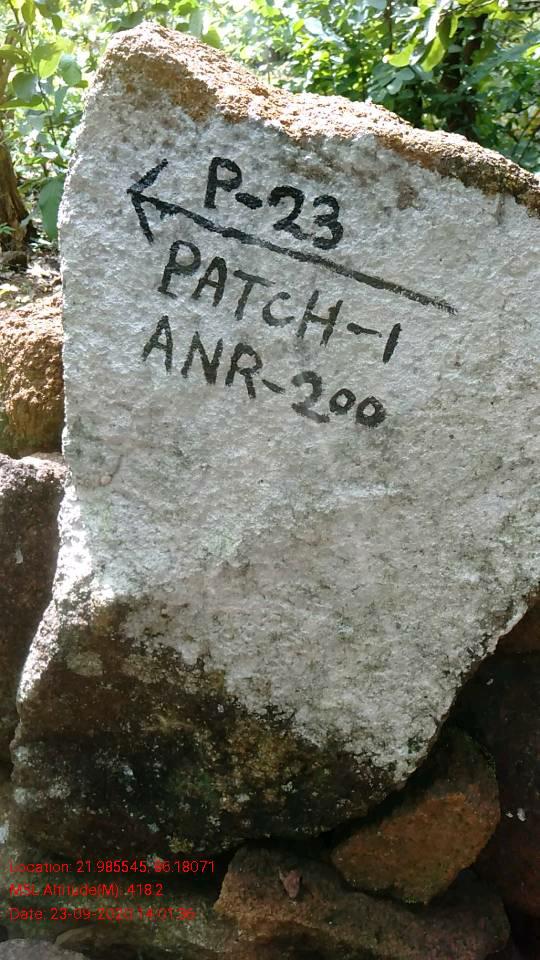 P-23
PATCH-1
ANR-200
Location: 21.985545, 86.18071
MSL Altitude(M): 418.2
Date: 23-09-2020 14:01:36